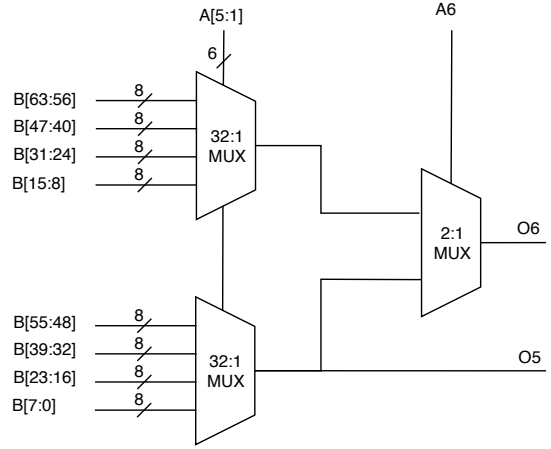 A[5:1]
A6
6
B[63:56]
8
B[47:40]
8
B[31:24]
8
B[15:8]
8
32:1
MUX
2:1
MUX
O6
B[55:48]
8
B[39:32]
8
B[23:16]
8
B[7:0]
8
32:1
MUX
O5